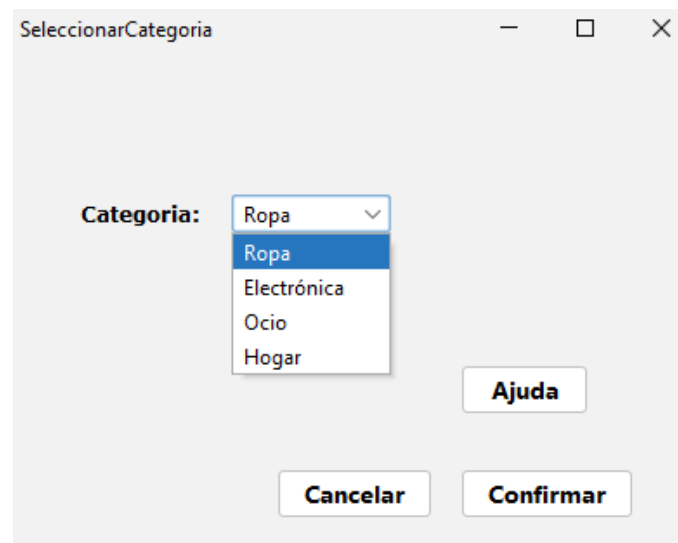 SeleccionarCategoria
Categoria: Ropa
Ropa
Electrónica
Ocio
Hogar
Ajuda
Cancelar Confirmar